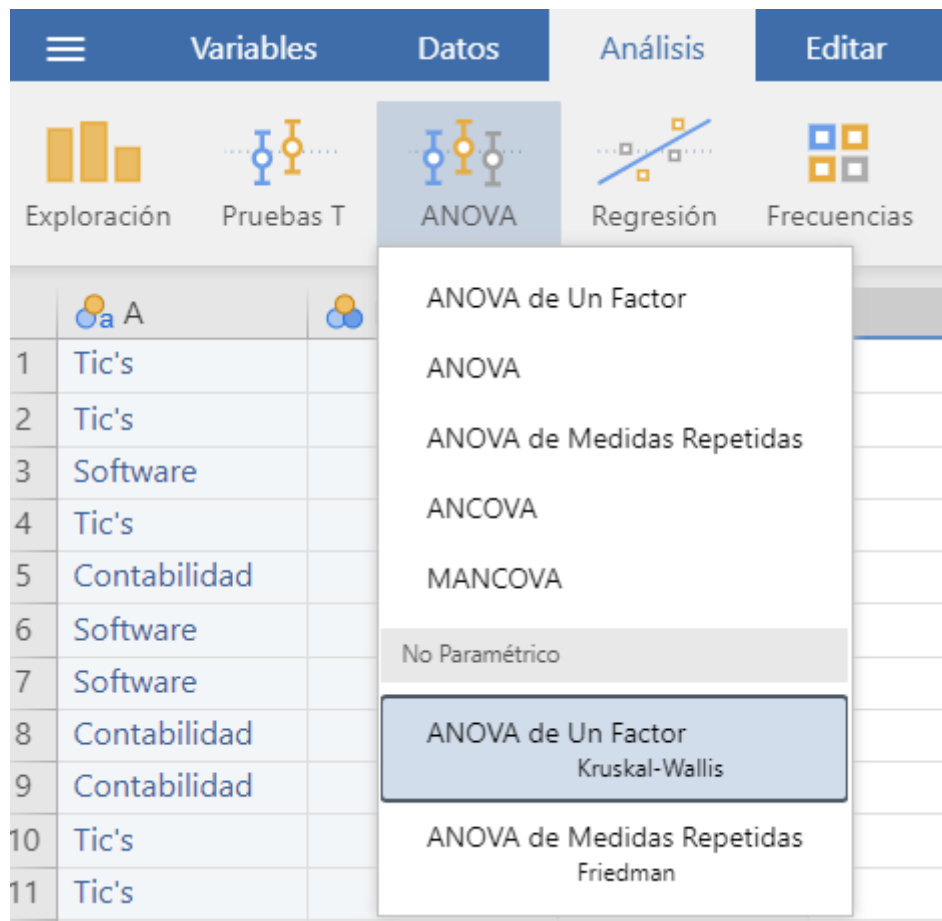 Variables Datos Análisis Editar
Exploración Pruebas T ANOVA Regresión Frecuencias
ANOVA de Un Factor
ANOVA
ANOVA de Medidas Repetidas
ANCOVA
MANCOVA
No Paramétrico
ANOVA de Un Factor
Kruskal-Wallis
ANOVA de Medidas Repetidas
Friedman
a A
1 Tic's
2 Tic's
3 Software
4 Tic's
5 Contabilidad
6 Software
7 Software
8 Contabilidad
9 Contabilidad
10 Tic's
11 Tic's